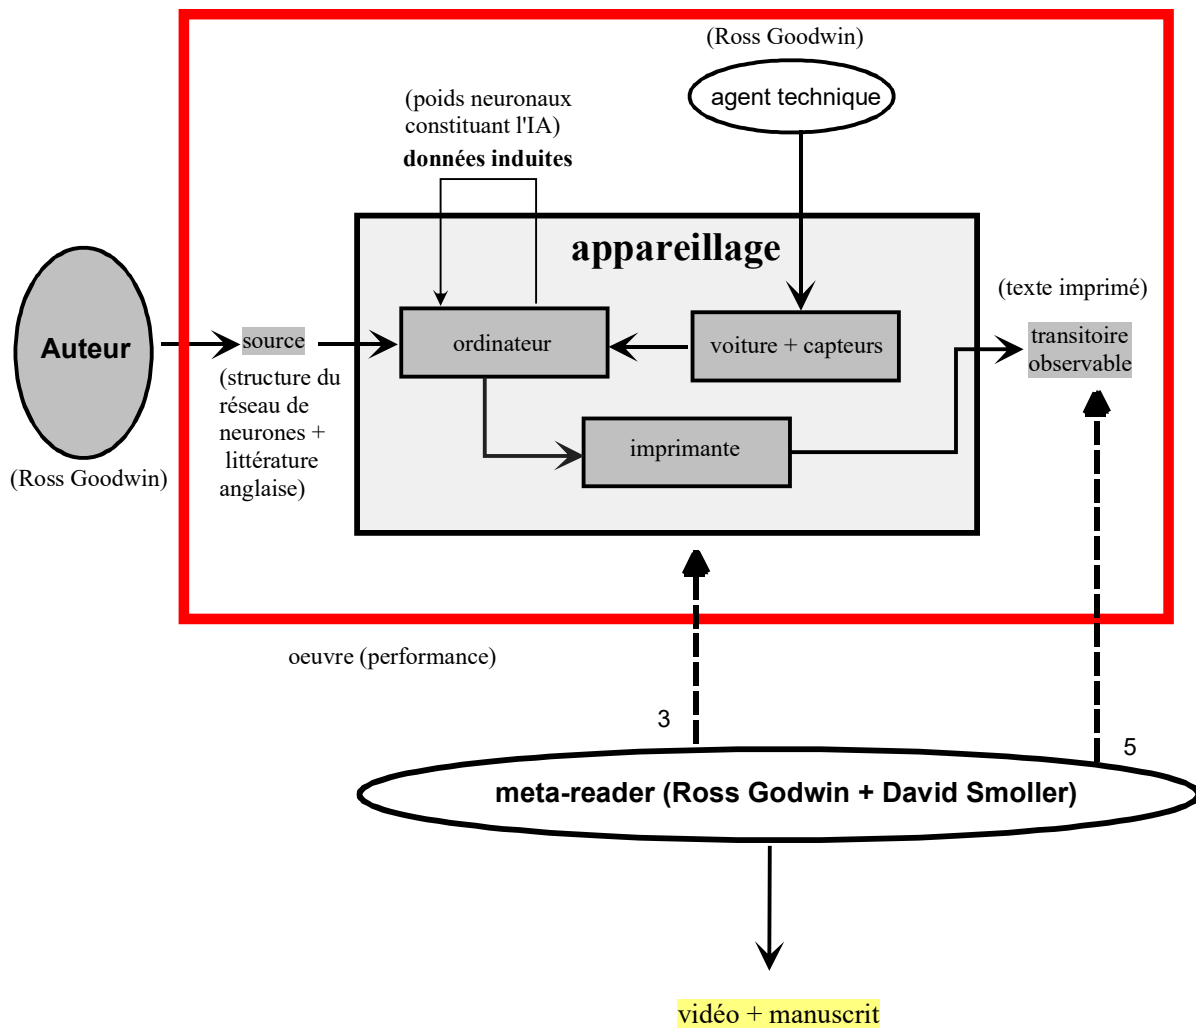 (Ross Goodwin)
agent technique
(poids neuronaux
constituant l'IA)
données induites
appareillage
(texte imprimé)
transitoire
observable
Auteur
(Ross Goodwin)
source
(structure du
réseau de
neurones +
littérature
anglaise)
ordinateur
voiture + capteurs
imprimante
oeuvre (performance)
3
5
meta-reader (Ross Godwin + David Smoller)
vidéo + manuscrit